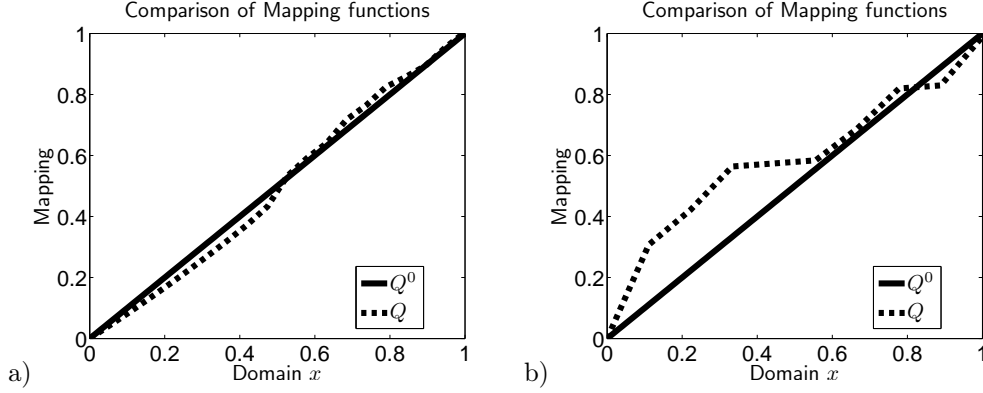 Comparison of Mapping functions
1
0.8
0.6
0.4
0.2
0
Mapping
0 0.2 0.4 0.6 0.8 1
Domain x
Q⁰
Q
a)
Comparison of Mapping functions
1
0.8
0.6
0.4
0.2
0
Mapping
0 0.2 0.4 0.6 0.8 1
Domain x
Q⁰
Q
b)